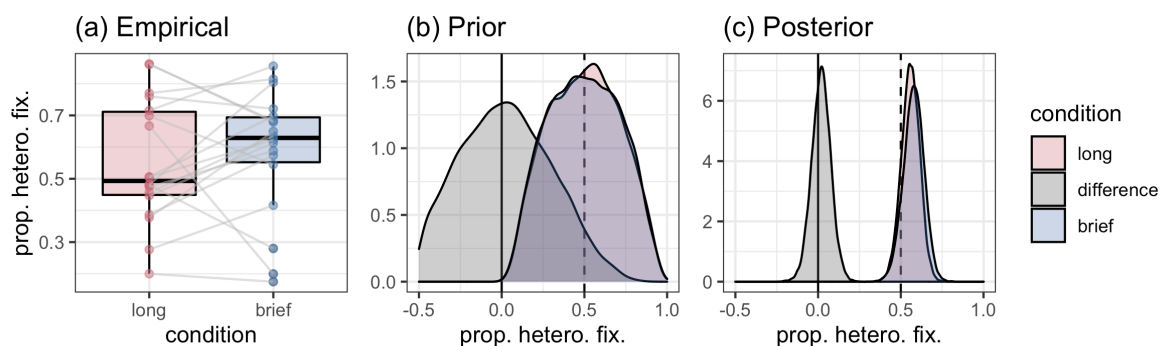 (a) Empirical
prop. hetero. fix.
0.7
0.5
0.3
long
brief
condition
(b) Prior
1.5
1.0
0.5
0.0
-0.5
0.0
0.5
1.0
prop. hetero. fix.
(c) Posterior
6
4
2
0
-0.5
0.0
0.5
1.0
prop. hetero. fix.
condition
long
difference
brief